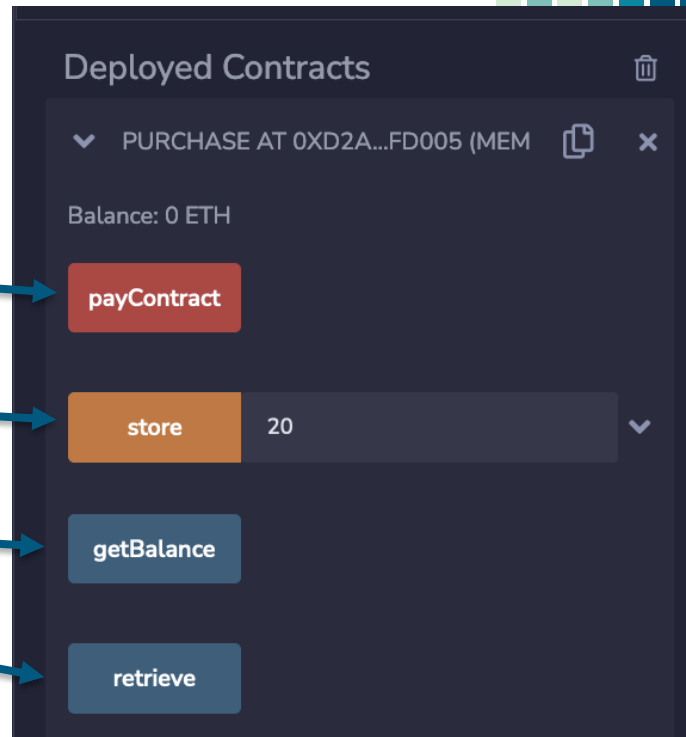 Deployed Contracts
PURCHASE AT 0XD2A...FD005 (MEM
Balance: 0 ETH
payContract
store 20
getBalance
retrieve